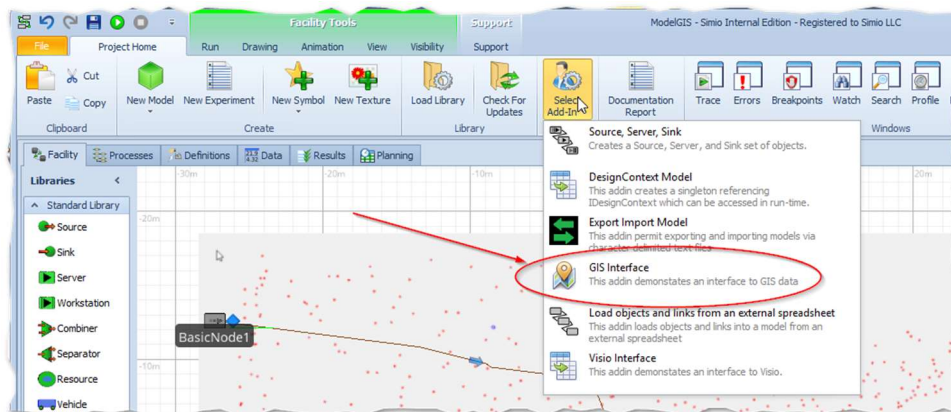 Facility Tools
Support
ModelGIS - Simio Internal Edition - Registered to Simio LLC
File
Project Home
Run
Drawing
Animation
View
Visibility
Support
Paste
Cut
Copy
New Model
New Experiment
New Symbol
New Texture
Load Library
Check For
Updates
Select
Add-In
Documentation
Report
Trace
Errors
Breakpoints
Watch
Search
Profile
Clipboard
Create
Library
Windows
Facility
Processes
Definitions
Data
Results
Planning
Libraries
Standard Library
Source
Sink
Server
Workstation
Combiner
Separator
Resource
Vehicle
-30m
-20m
-10m
20m
-20m
-10m
BasicNode1
Source, Server, Sink
Creates a Source, Server, and Sink set of objects.
DesignContext Model
This addin creates a singleton referencing
IDesignContext which can be accessed in run-time.
Export Import Model
This addin permit exporting and importing models via
character delimited text files
GIS Interface
This addin demonstates an interface to GIS data
Load objects and links from an external spreadsheet
This addin loads objects and links into a model from an
external spreadsheet
Visio Interface
This addin demonstates an interface to Visio.